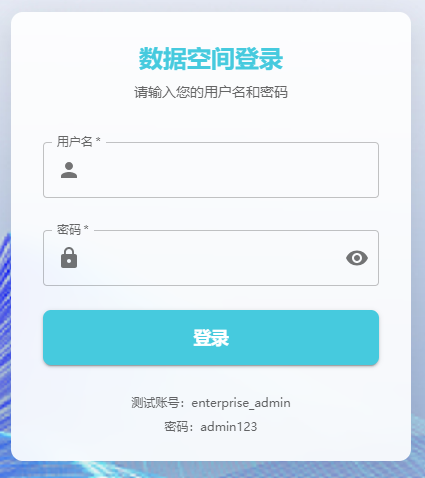 数据空间登录
请输入您的用户名和密码
用户名 *
密码 *
登录
测试账号：enterprise_admin
密码：admin123